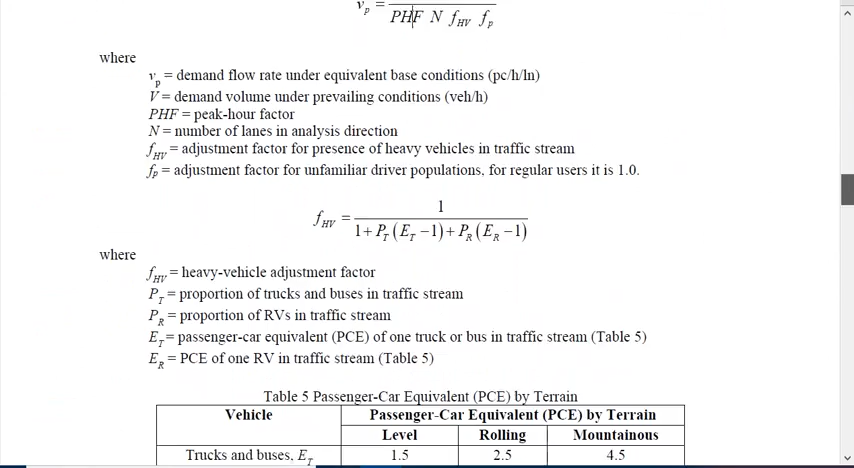 v_p =
PHF N f_HV f_p
where
v_p = demand flow rate under equivalent base conditions (pc/h/ln)
V = demand volume under prevailing conditions (veh/h)
PHF = peak-hour factor
N = number of lanes in analysis direction
f_HV = adjustment factor for presence of heavy vehicles in traffic stream
f_p = adjustment factor for unfamiliar driver populations, for regular users it is 1.0.
1
f_HV =
1 + P_T (E_T − 1) + P_R (E_R − 1)
where
f_HV = heavy-vehicle adjustment factor
P_T = proportion of trucks and buses in traffic stream
P_R = proportion of RVs in traffic stream
E_T = passenger-car equivalent (PCE) of one truck or bus in traffic stream (Table 5)
E_R = PCE of one RV in traffic stream (Table 5)
Table 5 Passenger-Car Equivalent (PCE) by Terrain
Vehicle Passenger-Car Equivalent (PCE) by Terrain
Level Rolling Mountainous
Trucks and buses, E_T 1.5 2.5 4.5